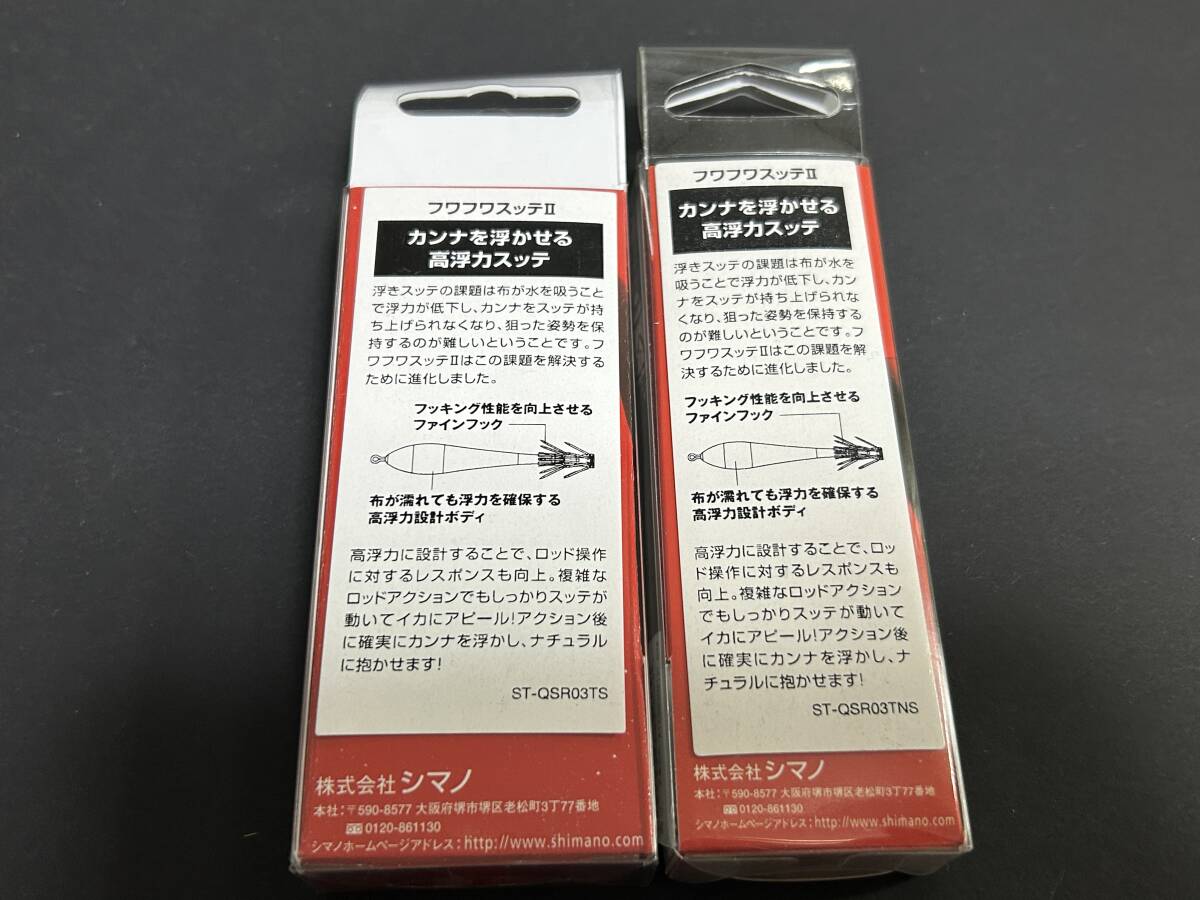 フワフワスッテⅡ
カンナを浮かせる
高浮力スッテ
浮きスッテの課題は布が水を吸うこと
で浮力が低下し、カンナをスッテが持
ち上げられなくなり、狙った姿勢を保
持するのが難しいということです。フ
ワフワスッテⅡはこの課題を解決する
ために進化しました。
フッキング性能を向上させる
ファインフック
布が濡れても浮力を確保する
高浮力設計ボディ
高浮力に設計することで、ロッド操作
に対するレスポンスも向上。複雑な
ロッドアクションでもしっかりスッテが
動いてイカにアピール!アクション後
に確実にカンナを浮かし、ナチュラル
に抱かせます!
ST-QSR03TS
株式会社シマノ
本社:〒590-8577 大阪府堺市堺区老松町3丁77番地
0120-861130
シマノホームページアドレス:http://www.shimano.com
フワフワスッテⅡ
カンナを浮かせる
高浮力スッテ
浮きスッテの課題は布が水を
吸うことで浮力が低下し、カン
ナをスッテが持ち上げられな
くなり、狙った姿勢を保持する
のが難しいということです。フ
ワフワスッテⅡはこの課題を解
決するために進化しました。
フッキング性能を向上させる
ファインフック
布が濡れても浮力を確保する
高浮力設計ボディ
高浮力に設計することで、ロッ
ド操作に対するレスポンスも
向上。複雑なロッドアクション
でもしっかりスッテが動いて
イカにアピール!アクション後
に確実にカンナを浮かし、ナ
チュラルに抱かせます!
ST-QSR03TNS
株式会社シマノ
本社:〒590-8577 大阪府堺市堺区老松町3丁77番地
0120-861130
シマノホームページアドレス:http://www.shimano.com